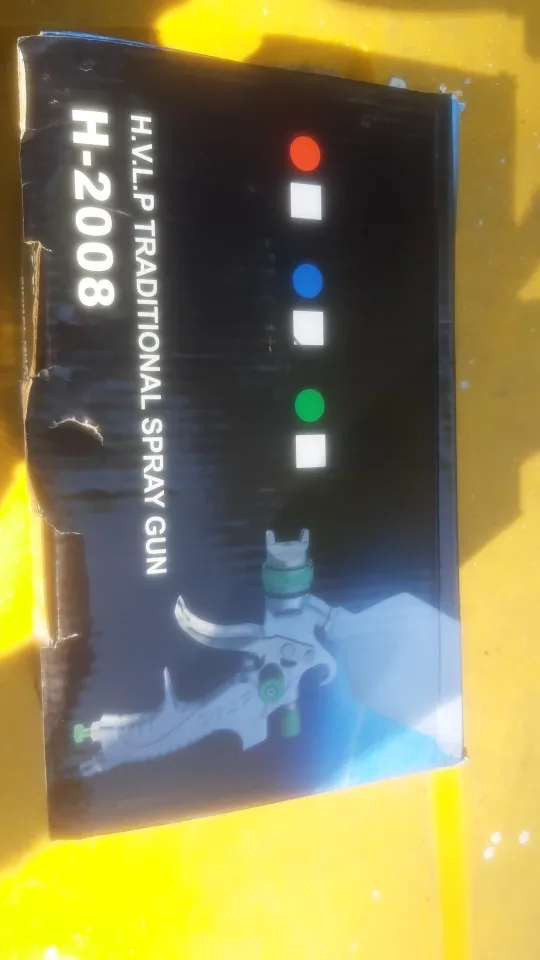 H.V.L.P TRADITIONAL SPRAY GUN
H-2008